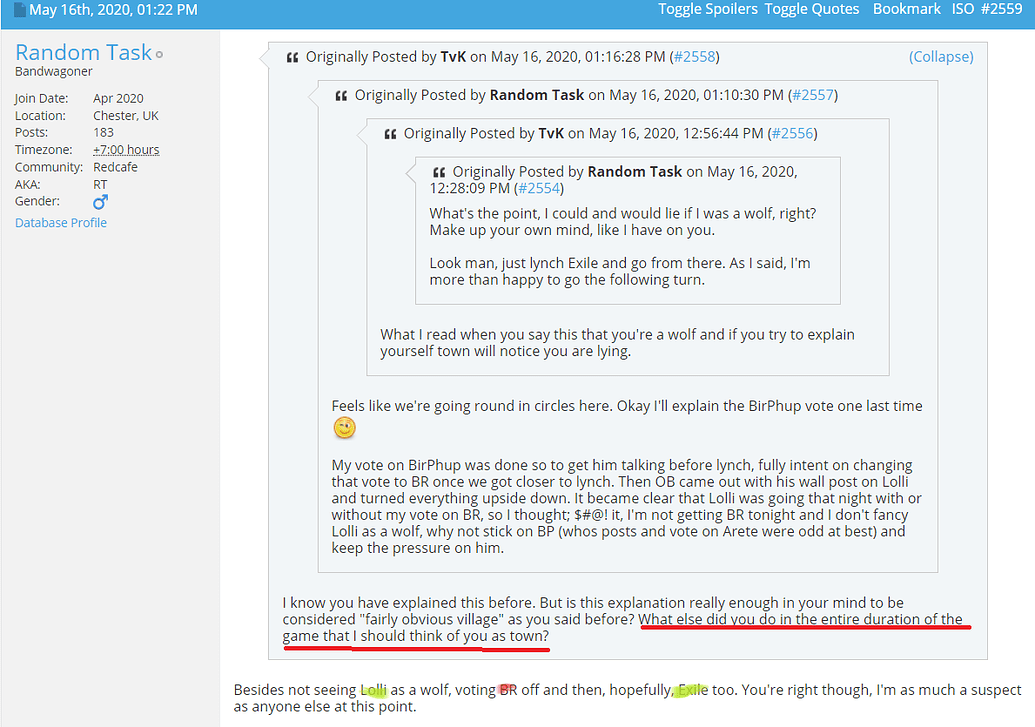 May 16th, 2020, 01:22 PM Toggle Spoilers Toggle Quotes Bookmark ISO #2559
Random Task
Bandwagoner
Join Date: Apr 2020
Location: Chester, UK
Posts: 183
Timezone: +7:00 hours
Community: Redcafe
AKA: RT
Gender: ♂
Database Profile
Originally Posted by TvK on May 16, 2020, 01:16:28 PM (#2558) (Collapse)
Originally Posted by Random Task on May 16, 2020, 01:10:30 PM (#2557)
Originally Posted by TvK on May 16, 2020, 12:56:44 PM (#2556)
Originally Posted by Random Task on May 16, 2020,
12:28:09 PM (#2554)
What's the point, I could and would lie if I was a wolf, right?
Make up your own mind, like I have on you.
Look man, just lynch Exile and go from there. As I said, I'm
more than happy to go the following turn.
What I read when you say this that you're a wolf and if you try to explain
yourself town will notice you are lying.
Feels like we're going round in circles here. Okay I'll explain the BirPhup vote one last time
My vote on BirPhup was done so to get him talking before lynch, fully intent on changing
that vote to BR once we got closer to lynch. Then OB came out with his wall post on Lolli
and turned everything upside down. It became clear that Lolli was going that night with or
without my vote on BR, so I thought; $#@! it, I'm not getting BR tonight and I don't fancy
Lolli as a wolf, why not stick on BP (whos posts and vote on Arete were odd at best) and
keep the pressure on him.
I know you have explained this before. But is this explanation really enough in your mind to be
considered "fairly obvious village" as you said before? What else did you do in the entire duration of the
game that I should think of you as town?
Besides not seeing Lolli as a wolf, voting BR off and then, hopefully, Exile too. You're right though, I'm as much a suspect
as anyone else at this point.